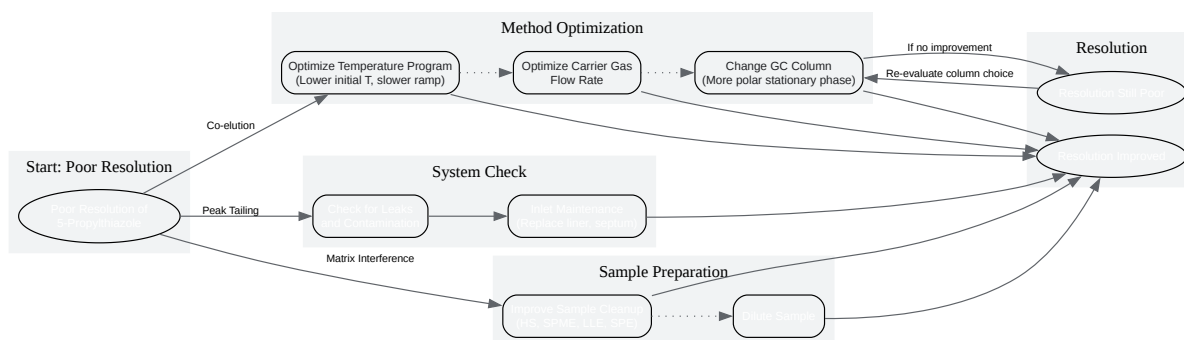 Method Optimization
Optimize Temperature Program
(Lower initial T, slower ramp)
Optimize Carrier Gas
Flow Rate
Change GC Column
(More polar stationary phase)
If no improvement
Re-evaluate column choice
Resolution
Resolution Still Poor
Resolution Improved
Co-elution
Start: Poor Resolution
Poor Resolution of
5-Propylthiazole
Peak Tailing
System Check
Check for Leaks
and Contamination
Inlet Maintenance
(Replace liner, septum)
Matrix Interference
Sample Preparation
Improve Sample Cleanup
(HS, SPME, LLE, SPE)
Dilute Sample